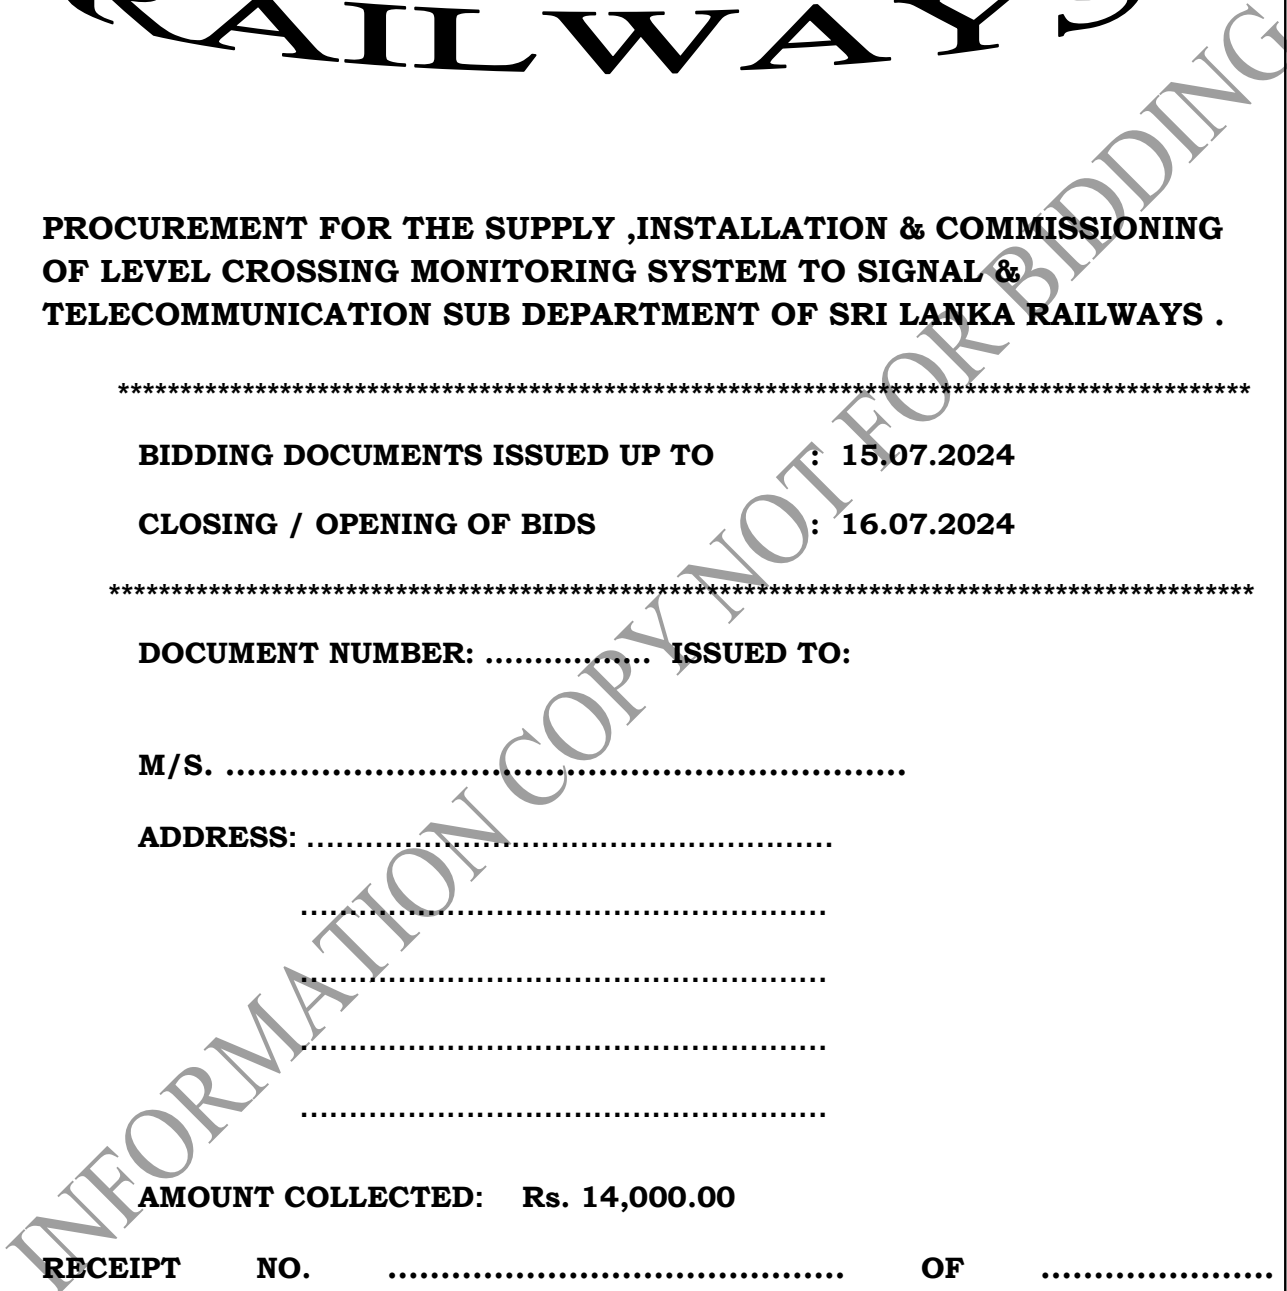 RAILWAYS
PROCUREMENT FOR THE SUPPLY ,INSTALLATION & COMMISSIONING
OF LEVEL CROSSING MONITORING SYSTEM TO SIGNAL &
TELECOMMUNICATION SUB DEPARTMENT OF SRI LANKA RAILWAYS .
*******************************************************************************************
BIDDING DOCUMENTS ISSUED UP TO : 15.07.2024
CLOSING / OPENING OF BIDS : 16.07.2024
********************************************************************************************
DOCUMENT NUMBER: ................. ISSUED TO:
M/S. ................................................................
ADDRESS: ......................................................
......................................................
......................................................
......................................................
......................................................
AMOUNT COLLECTED: Rs. 14,000.00
RECEIPT NO. ........................................... OF ......................
INFORMATION COPY NOT FOR BIDDING